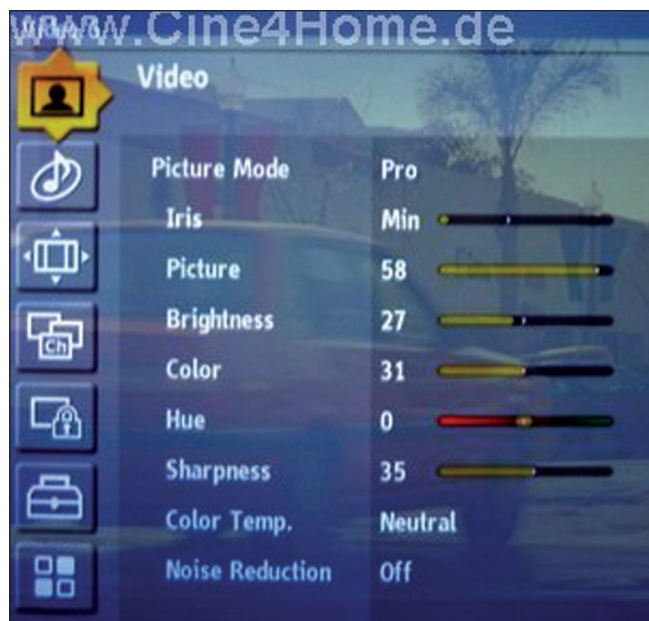 www.Cine4Home.de
Video
Picture Mode Pro
Iris Min
Picture 58
Brightness 27
Color 31
Hue 0
Sharpness 35
Color Temp. Neutral
Noise Reduction Off
Ch